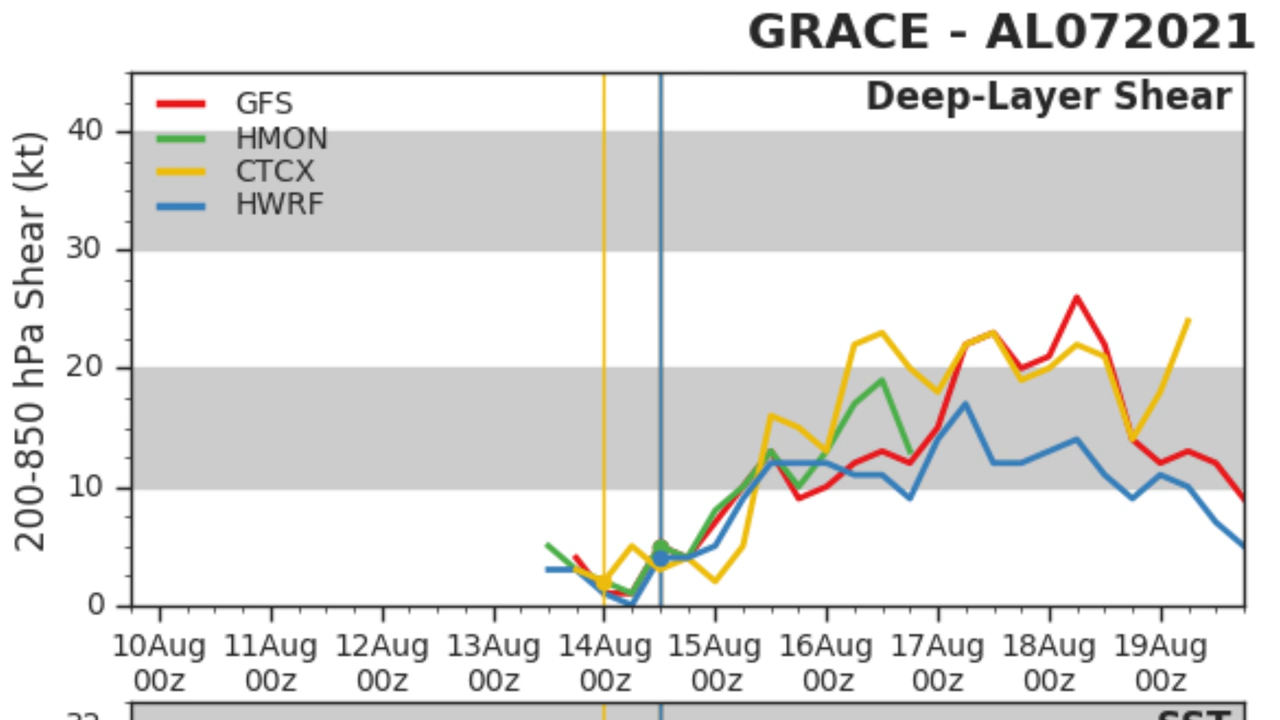 GRACE - AL072021
Deep-Layer Shear
GFS
HMON
CTCX
HWRF
200-850 hPa Shear (kt)
40
30
20
10
0
10Aug 11Aug 12Aug 13Aug 14Aug 15Aug 16Aug 17Aug 18Aug 19Aug
00z 00z 00z 00z 00z 00z 00z 00z 00z 00z
SST